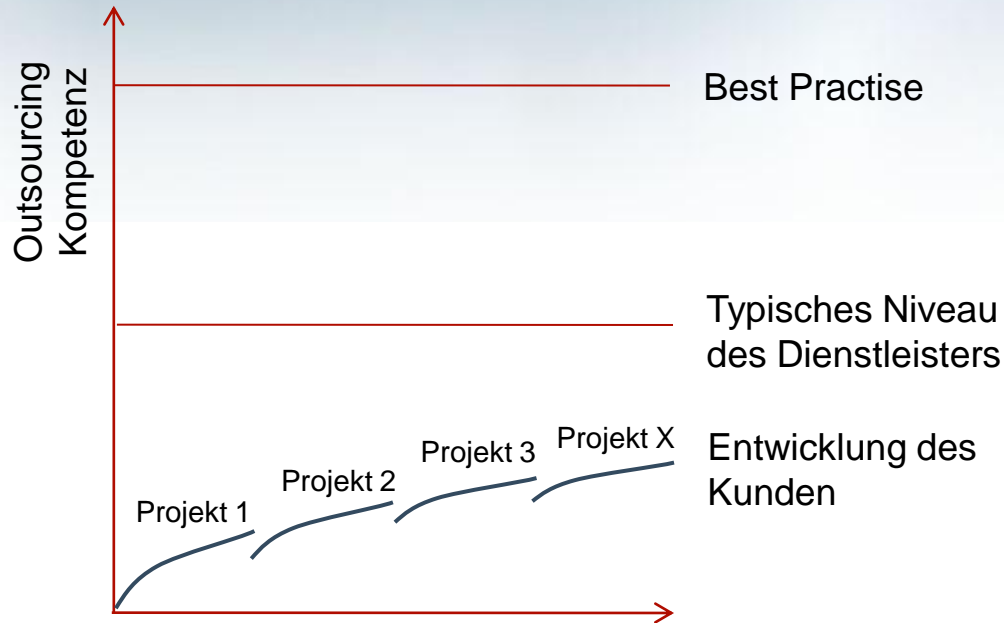 Outsourcing
Kompetenz
Best Practise
Typisches Niveau
des Dienstleisters
Projekt 1
Projekt 2
Projekt 3
Projekt X
Entwicklung des
Kunden